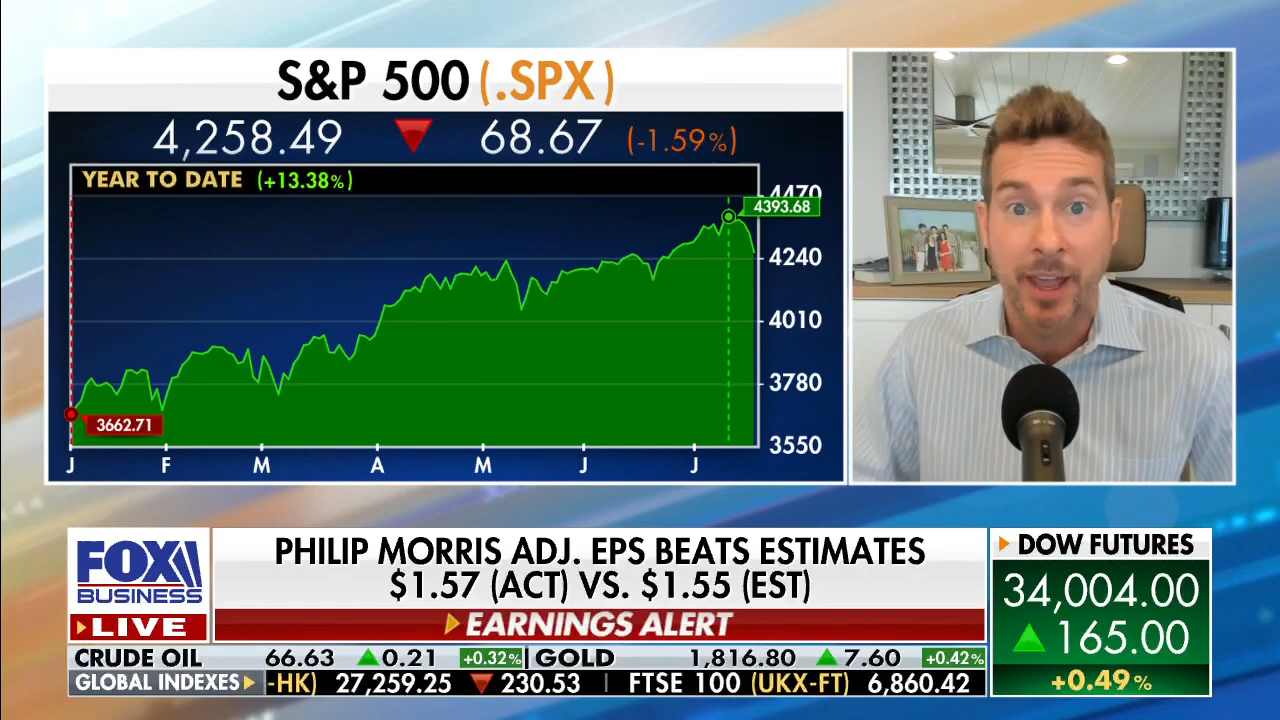 S&P 500 (.SPX)
4,258.49 ▼ 68.67 (-1.59%)
YEAR TO DATE (+13.38%)
4470
4393.68
4240
4010
3780
3662.71
3550
J F M A M J J
FOX
BUSINESS
LIVE
PHILIP MORRIS ADJ. EPS BEATS ESTIMATES
$1.57 (ACT) VS. $1.55 (EST)
EARNINGS ALERT
DOW FUTURES
34,004.00
▲ 165.00
+0.49%
CRUDE OIL 66.63 ▲ 0.21 +0.32% | GOLD 1,816.80 ▲ 7.60 +0.42%
GLOBAL INDEXES -HK) 27,259.25 ▼ 230.53 | FTSE 100 (UKX-FT) 6,860.42